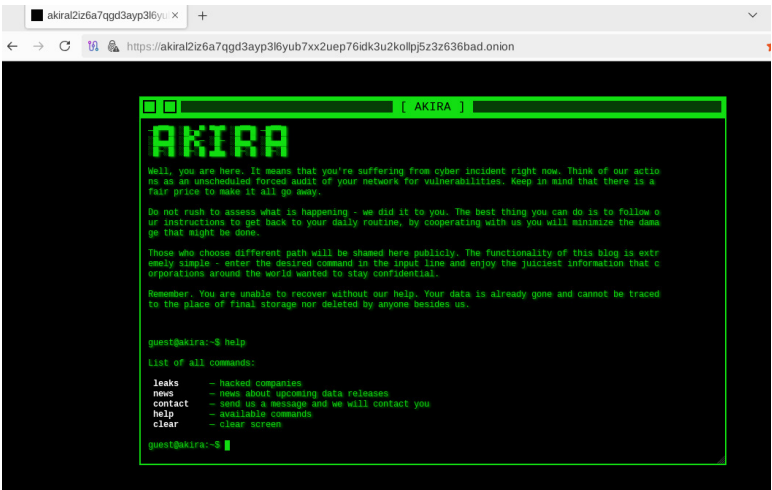 akiral2iz6a7qgd3ayp3l6yu
https://akiral2iz6a7qgd3ayp3l6yub7xx2uep76idk3u2kollpj5z3z636bad.onion
[ AKIRA ]
AKIRA
Well, you are here. It means that you're suffering from cyber incident right now. Think of our actio
ns as an unscheduled forced audit of your network for vulnerabilities. Keep in mind that there is a
fair price to make it all go away.
Do not rush to assess what is happening - we did it to you. The best thing you can do is to follow o
ur instructions to get back to your daily routine, by cooperating with us you will minimize the dama
ge that might be done.
Those who choose different path will be shamed here publicly. The functionality of this blog is extr
emely simple - enter the desired command in the input line and enjoy the juiciest information that c
orporations around the world wanted to stay confidential.
Remember. You are unable to recover without our help. Your data is already gone and cannot be traced
to the place of final storage nor deleted by anyone besides us.
guest@akira:~$ help
List of all commands:
leaks — hacked companies
news — news about upcoming data releases
contact — send us a message and we will contact you
help — available commands
clear — clear screen
guest@akira:~$